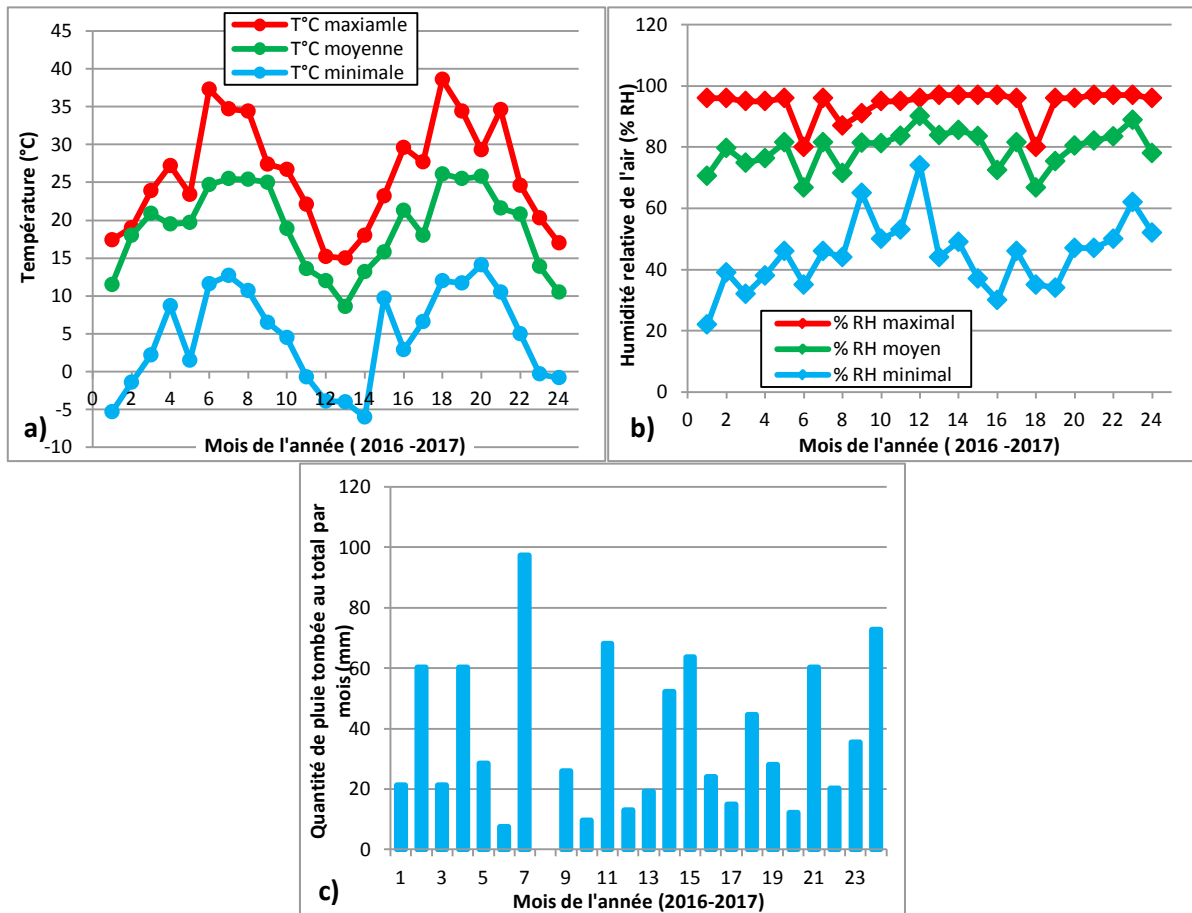 T°C maxiamle
T°C moyenne
T°C minimale
Température (°C)
45
40
35
30
25
20
15
10
5
0
-5
-10
0 2 4 6 8 10 12 14 16 18 20 22 24
a)
Mois de l'année ( 2016 -2017)
Humidité relative de l'air (% RH)
120
100
80
60
40
20
0
% RH maximal
% RH moyen
% RH minimal
0 2 4 6 8 10 12 14 16 18 20 22 24
b)
Mois de l'année ( 2016 -2017)
Quantité de pluie tombée au total par
mois (mm)
120
100
80
60
40
20
0
1 3 5 7 9 11 13 15 17 19 21 23
c)
Mois de l'année (2016-2017)